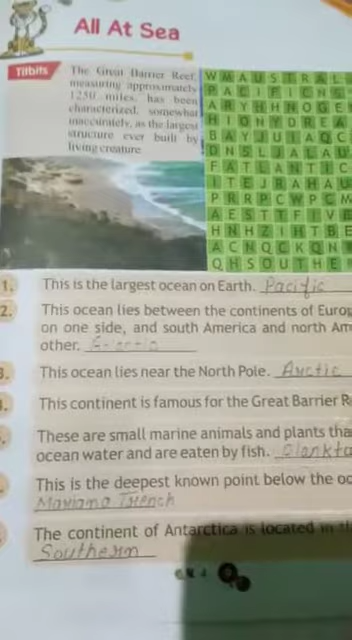 All At Sea
Titbits
The Great Barrier Reef,
measuring approximately
1250 miles, has been
characterized, somewhat
inaccurately, as the largest
structure ever built by
living creature
W M A U S T R A L
P A C I F I C N S
A R Y H H N O G E
H I O N Y D R E A
B A Y J U I A Q C
D N S L J A L A U
F A T L A N T I C
I T E J R A H A U
P R R P C W P C M
A E S T T F I V
H N H Z I H T B E
A C N Q C K Q N
Q H S O U T H E
1. This is the largest ocean on Earth. Pacific
2. This ocean lies between the continents of Europ
on one side, and south America and north Am
other.
3. This ocean lies near the North Pole. Arctic
This continent is famous for the Great Barrier R
These are small marine animals and plants tha
ocean water and are eaten by fish.
This is the deepest known point below the oc
Mariama Trench
The continent of Antarctica is located in
Southern